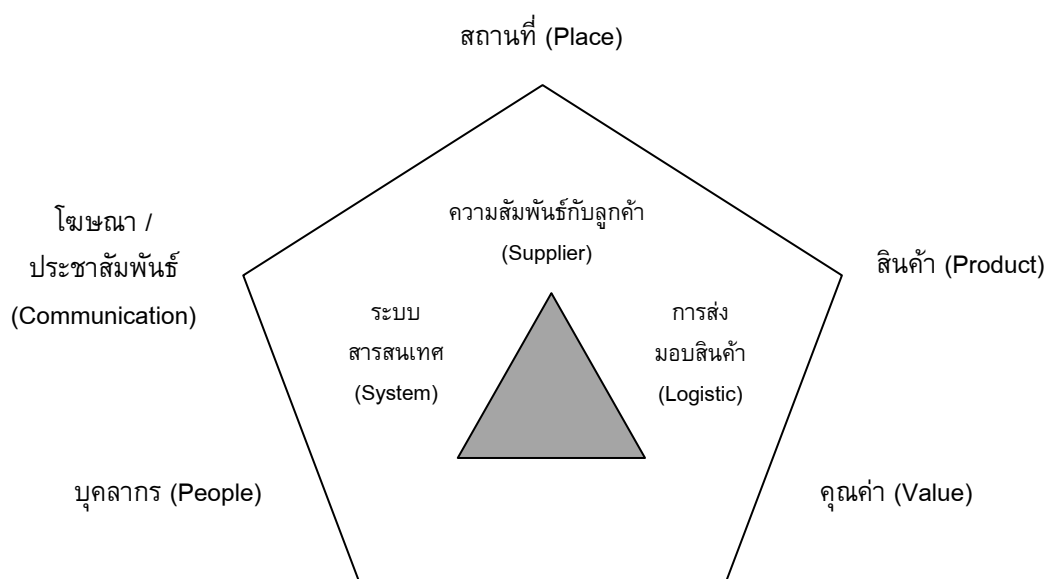 สถานที่ (Place)
โฆษณา /
ประชาสัมพันธ์
(Communication)
ความสัมพันธ์กับลูกค้า
(Supplier)
สินค้า (Product)
ระบบ
สารสนเทศ
(System)
การส่ง
มอบสินค้า
(Logistic)
บุคลากร (People)
คุณค่า (Value)